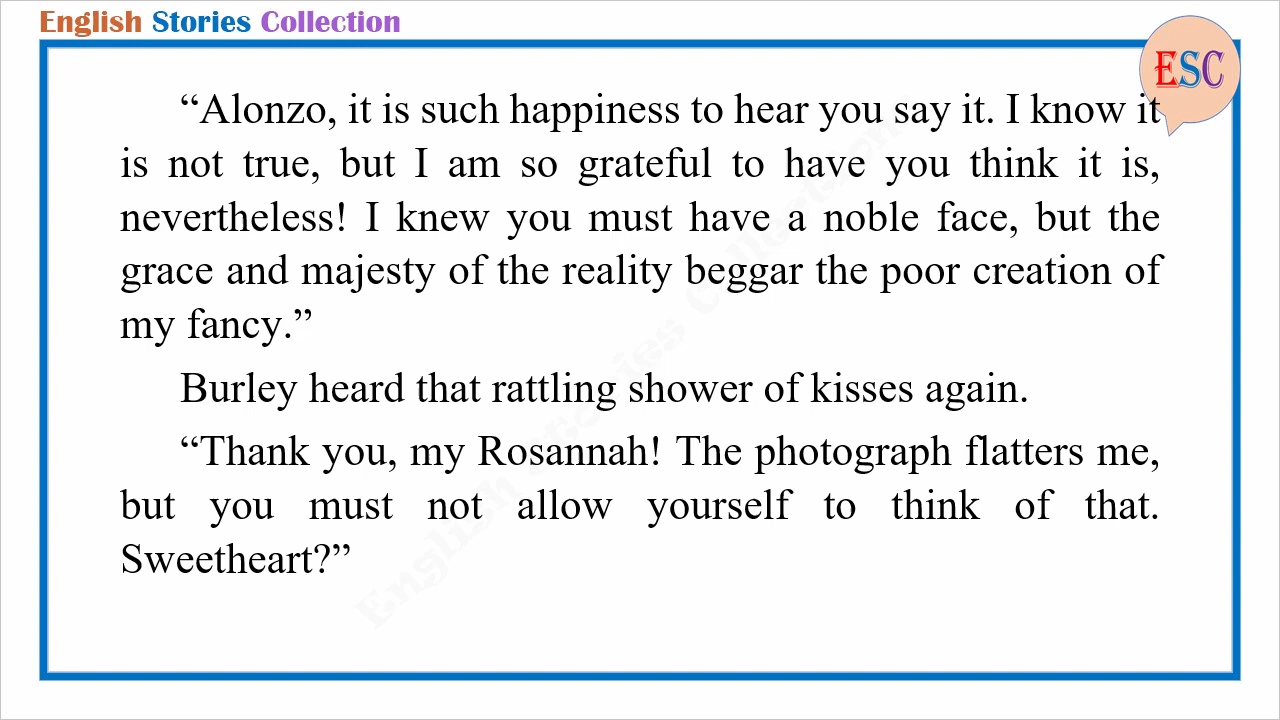 English Stories Collection
ESC
“Alonzo, it is such happiness to hear you say it. I know it
is not true, but I am so grateful to have you think it is,
nevertheless! I knew you must have a noble face, but the
grace and majesty of the reality beggar the poor creation of
my fancy.”
Burley heard that rattling shower of kisses again.
“Thank you, my Rosannah! The photograph flatters me,
but you must not allow yourself to think of that.
Sweetheart?”
English Stories Collection